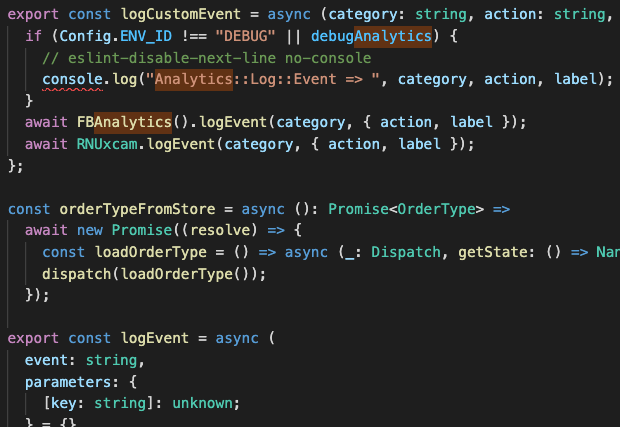 export const logCustomEvent = async (category: string, action: string,
if (Config.ENV_ID !== "DEBUG" || debugAnalytics) {
// eslint-disable-next-line no-console
console.log("Analytics::Log::Event => ", category, action, label);
}
await FBAnalytics().logEvent(category, { action, label });
await RNUxcam.logEvent(category, { action, label });
};
const orderTypeFromStore = async (): Promise<OrderType> =>
await new Promise((resolve) => {
const loadOrderType = () => async (_: Dispatch, getState: () => Nam
dispatch(loadOrderType());
});
export const logEvent = async (
event: string,
parameters: {
[key: string]: unknown;
} = {}